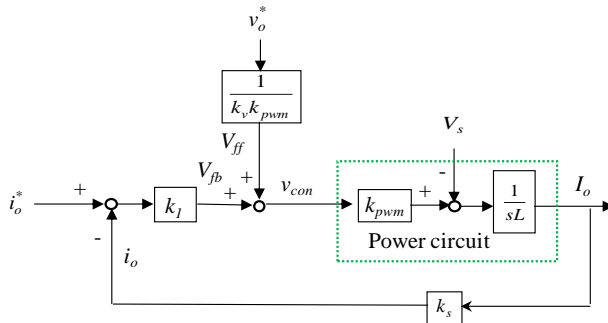 v_o^*
1
k_v k_pwm
V_ff
V_s
V_fb
+
-
i_o^*
+
k_1
+
v_con
k_pwm
+
1
sL
I_o
-
i_o
Power circuit
k_s